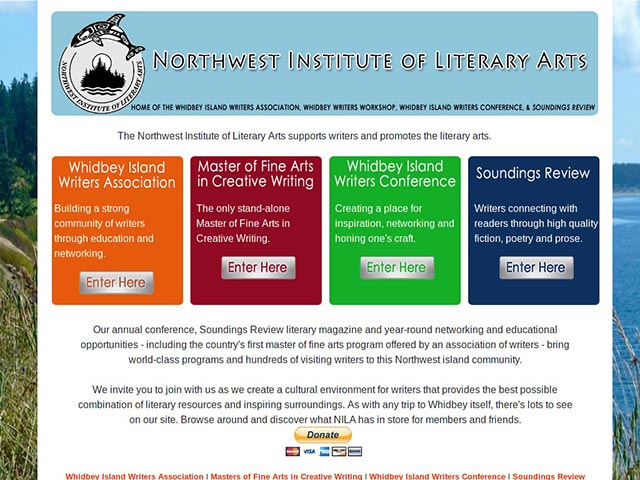 NORTHWEST INSTITUTE OF LITERARY ARTS
NORTHWEST INSTITUTE OF LITERARY ARTS
HOME OF THE WHIDBEY ISLAND WRITERS ASSOCIATION, WHIDBEY WRITERS WORKSHOP, WHIDBEY ISLAND WRITERS CONFERENCE, & SOUNDINGS REVIEW
The Northwest Institute of Literary Arts supports writers and promotes the literary arts.
Whidbey Island
Writers Association
Building a strong
community of writers
through education and
networking.
Enter Here
Master of Fine Arts
in Creative Writing
The only stand-alone
Master of Fine Arts in
Creative Writing.
Enter Here
Whidbey Island
Writers Conference
Creating a place for
inspiration, networking and
honing one's craft.
Enter Here
Soundings Review
Writers connecting with
readers through high quality
fiction, poetry and prose.
Enter Here
Our annual conference, Soundings Review literary magazine and year-round networking and educational
opportunities - including the country's first master of fine arts program offered by an association of writers - bring
world-class programs and hundreds of visiting writers to this Northwest island community.
We invite you to join with us as we create a cultural environment for writers that provides the best possible
combination of literary resources and inspiring surroundings. As with any trip to Whidbey itself, there's lots to see
on our site. Browse around and discover what NILA has in store for members and friends.
Donate
VISA
Whidbey Island Writers Association | Masters of Fine Arts in Creative Writing | Whidbey Island Writers Conference | Soundings Review